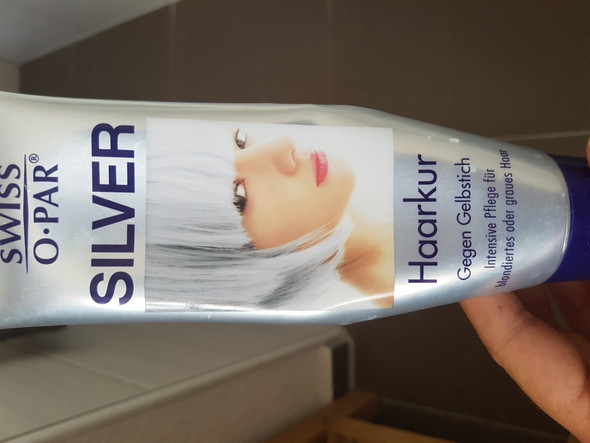 SWISS
O·PAR®
SILVER
Haarkur
Gegen Gelbstich
Intensive Pflege für
blondiertes oder graues Haar